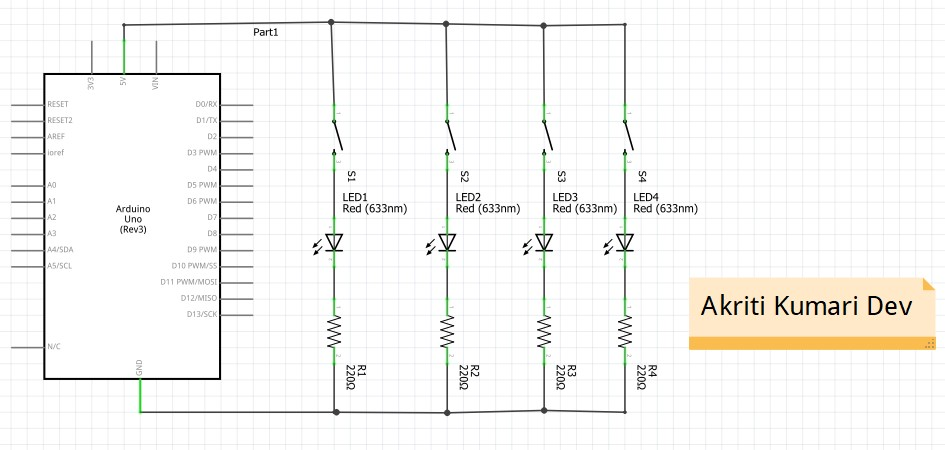 Part1
3V3
5V
VIN
RESET
RESET2
AREF
ioref
A0
A1
A2
A3
A4/SDA
A5/SCL
N/C
Arduino
Uno
(Rev3)
D0/RX
D1/TX
D2
D3 PWM
D4
D5 PWM
D6 PWM
D7
D8
D9 PWM
D10 PWM/SS
D11 PWM/MOSI
D12/MISO
D13/SCK
GND
S1
S2
S3
S4
LED1
Red (633nm)
LED2
Red (633nm)
LED3
Red (633nm)
LED4
Red (633nm)
R1
220Ω
R2
220Ω
R3
220Ω
R4
220Ω
Akriti Kumari Dev